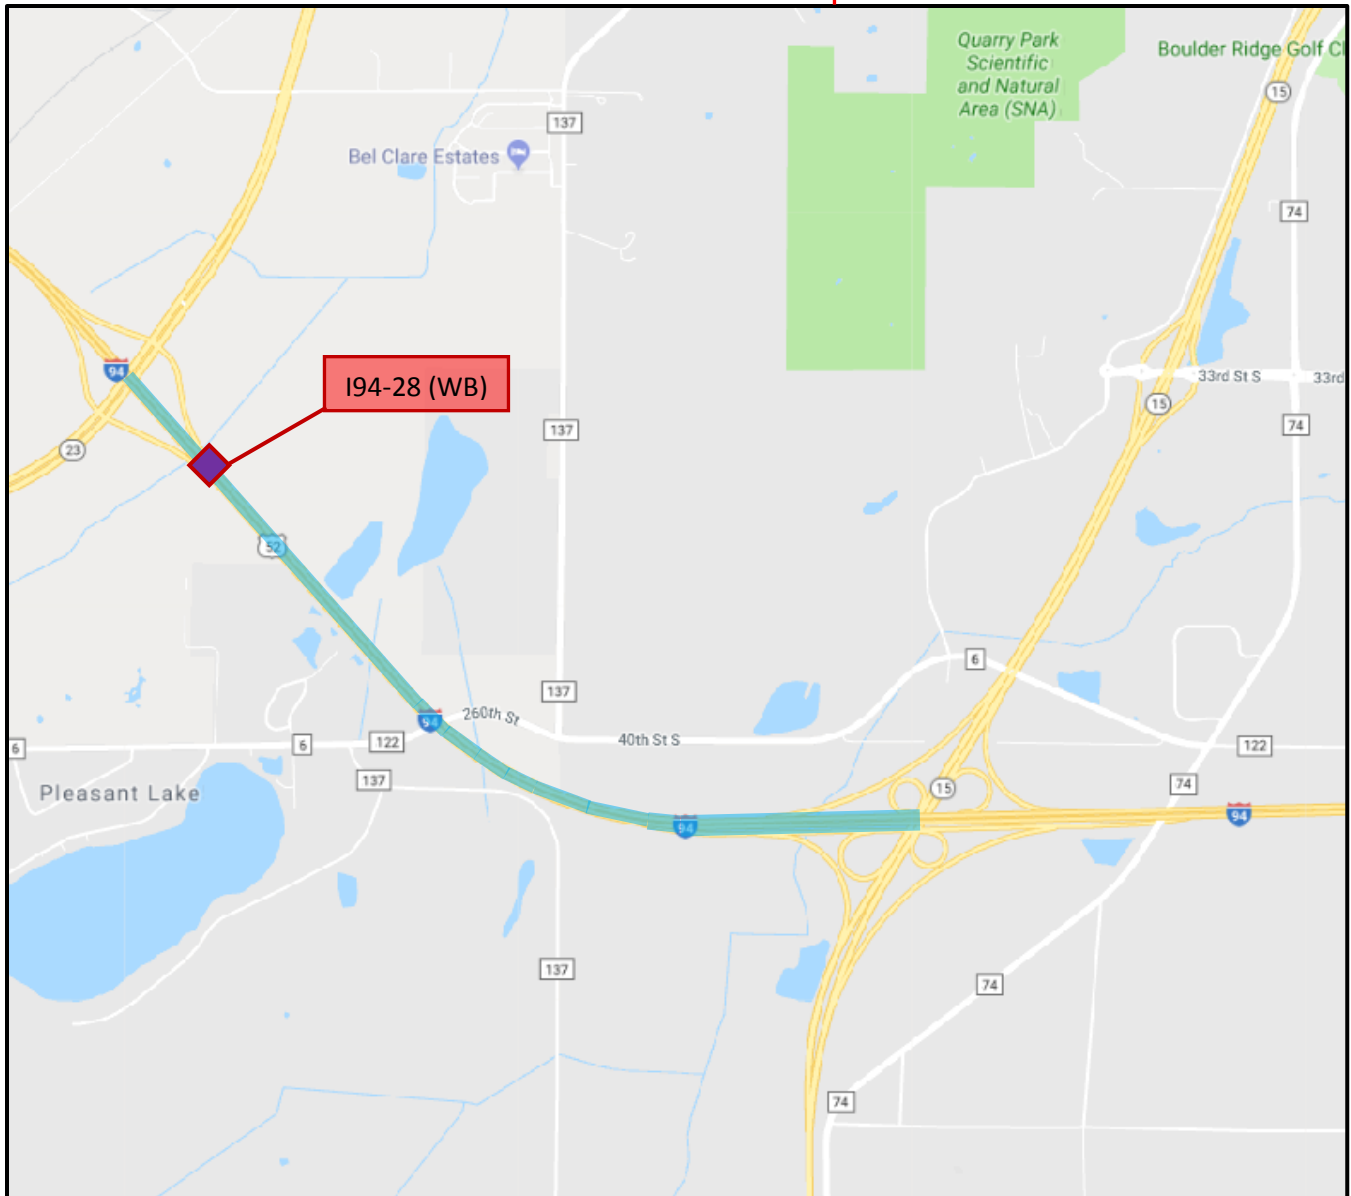 Quarry Park
Scientific
and Natural
Area (SNA)
Boulder Ridge Golf Cl
15
137
Bel Clare Estates
74
94
I94-28 (WB)
33rd St S
33rd
15
74
137
23
52
6
137
94
260th St
40th St S
6
6
122
122
137
Pleasant Lake
15
74
94
94
137
74
74